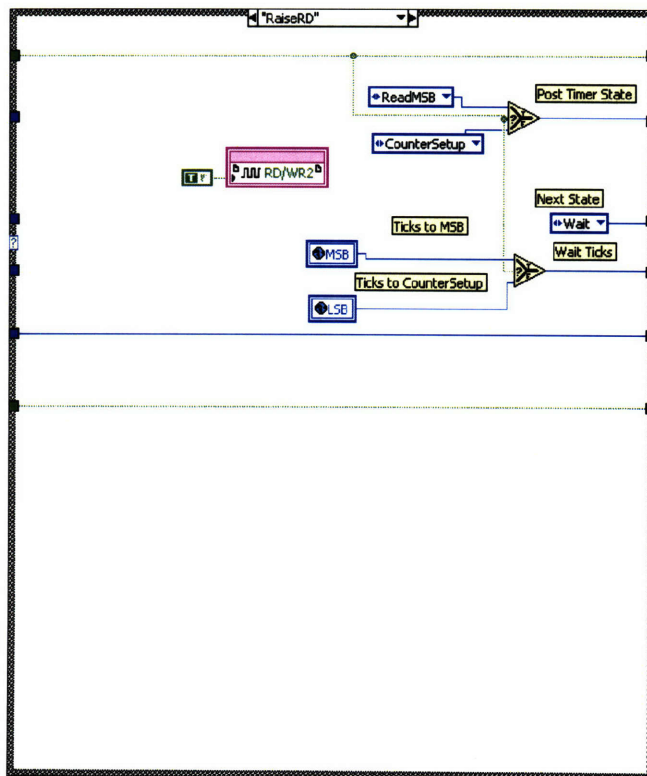 "RaiseRD"
ReadMSB
Post Timer State
CounterSetup
T
RD/WR2
Next State
Ticks to MSB
Wait
MSB
Wait Ticks
?
Ticks to CounterSetup
LSB